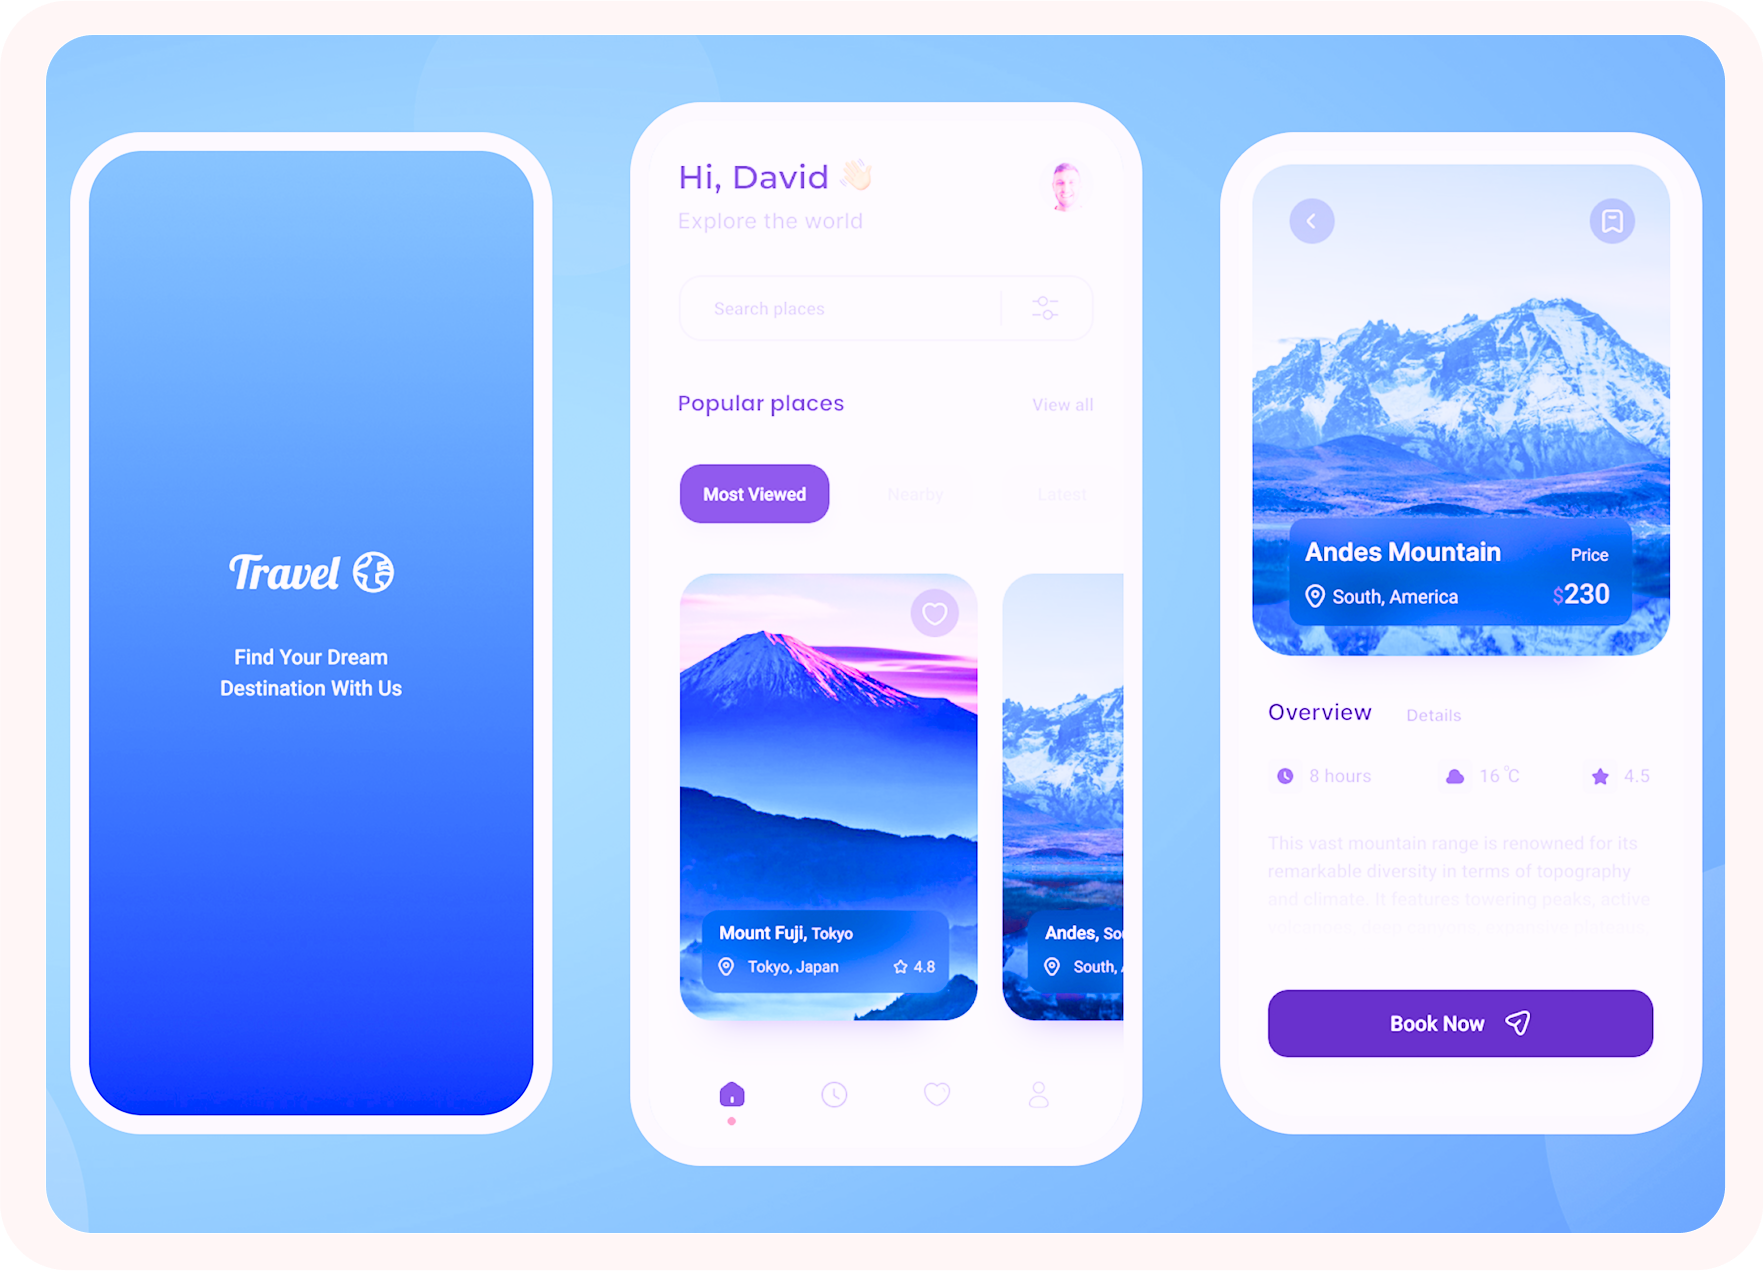 Travel
Find Your Dream
Destination With Us
Hi, David 👋🏻
Explore the world
Search places
Popular places
View all
Most Viewed
Nearby
Latest
Mount Fuji, Tokyo
Tokyo, Japan
4.8
Andes,
South,
Andes Mountain
Price
South, America
$230
Overview
Details
8 hours
16 °C
4.5
This vast mountain range is renowned for its
remarkable diversity in terms of topography
and climate. It features towering peaks, active
Book Now